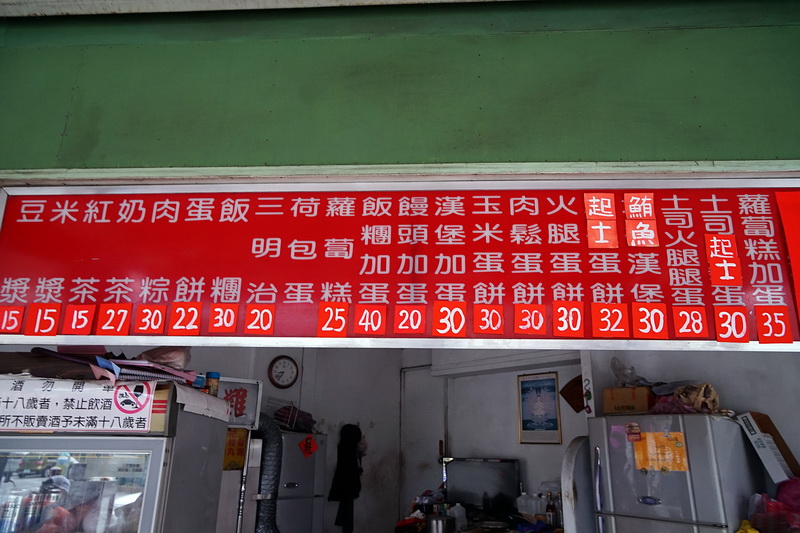 豆漿 15
米漿 15
紅茶 15
奶茶 27
肉粽 30
蛋餅 22
飯糰 30
三明治 20
荷包蛋
蘿蔔糕 25
飯糰加蛋 40
饅頭加蛋 20
漢堡加蛋 30
玉米蛋餅 30
肉鬆蛋餅 30
火腿蛋餅 30
起士蛋餅 32
鮪魚漢堡 30
土司火腿蛋 28
土司起士蛋 30
蘿蔔糕加蛋 35
酒勿開車
十八歲者，禁止飲酒
所不販賣酒予未滿十八歲者